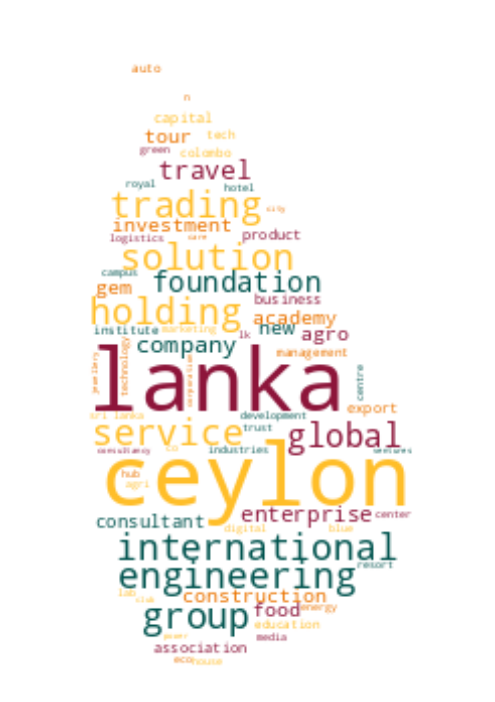 auto
n
capital
tour tech
green colombo
travel
royal hotel
trading city
investment
logistics care product
solution
campus foundation
gem business
holding academy
institute marketing new lk agro
company management
jewellery technology corporation lanka centre
export
sri lanka development
service trust global
consultancy co industries ventures
hub ceylon
agri
enterprise center
consultant digital blue
international
resort
engineering
lab club construction
group food energy
education
power media
association
eco house